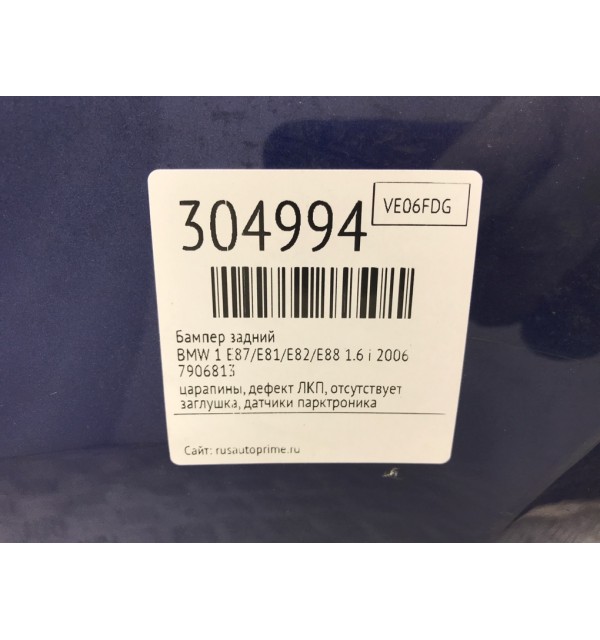 304994
VE06FDG
Бампер задний
BMW 1 E87/E81/E82/E88 1.6 i 2006
7906813
царапины, дефект ЛКП, отсутствует
заглушка, датчики парктроника
Сайт: rusautoprime.ru